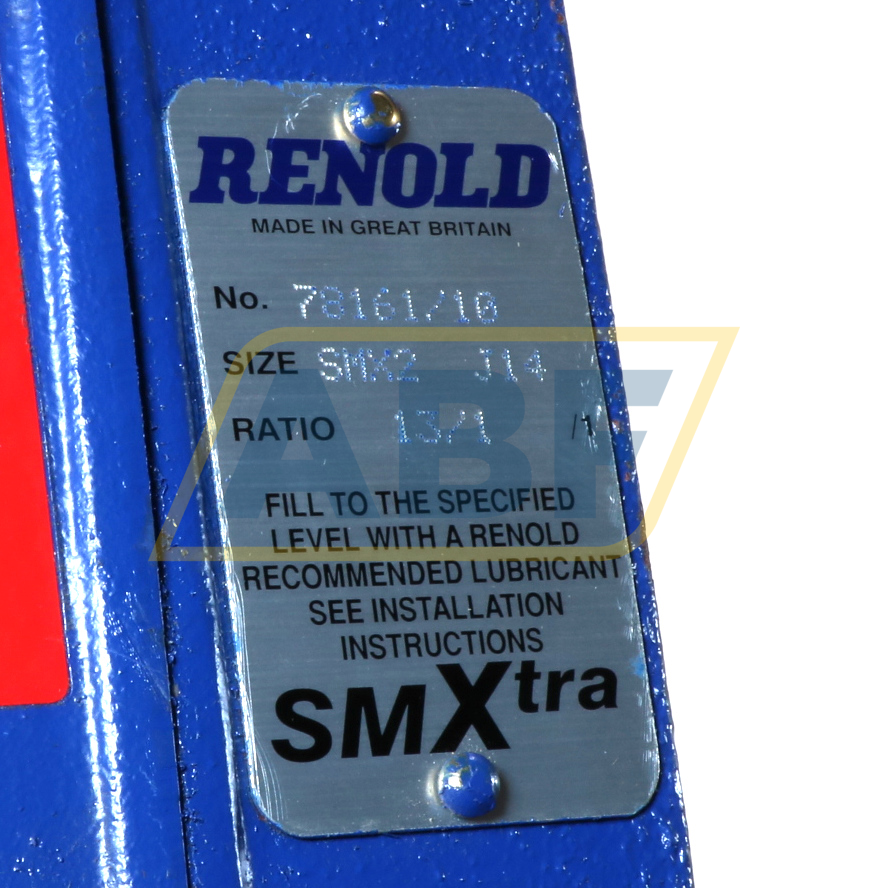 RENOLD
MADE IN GREAT BRITAIN
No. 78161/10
SIZE SMX2 J14
RATIO 13/1 /1
FILL TO THE SPECIFIED
LEVEL WITH A RENOLD
RECOMMENDED LUBRICANT
SEE INSTALLATION
INSTRUCTIONS
SMXtra
ABF